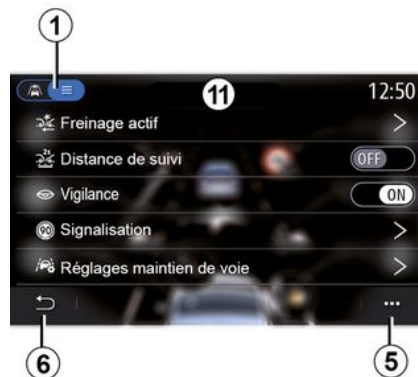 1
11
12:50
Freinage actif
Distance de suivi OFF
Vigilance ON
90 Signalisation
Réglages maintien de voie
6
5